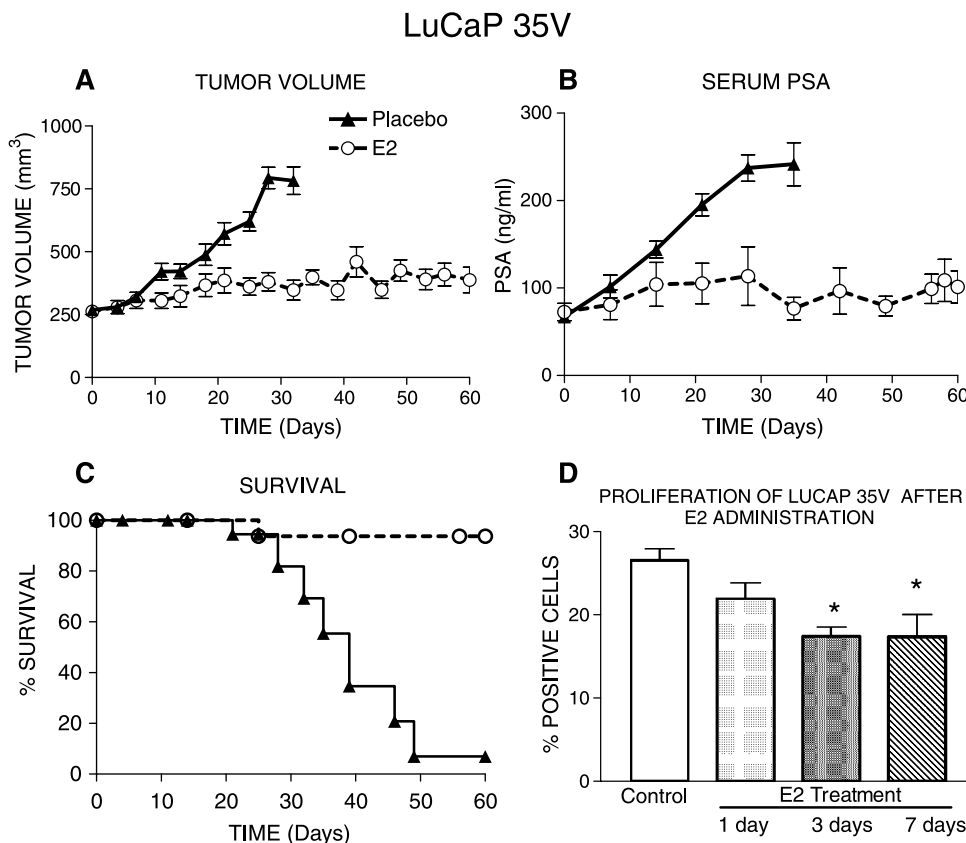 LuCaP 35V
A
TUMOR VOLUME
Placebo
E2
TUMOR VOLUME (mm³)
1000
750
500
250
0
0 10 20 30 40 50 60
TIME (Days)
B
SERUM PSA
PSA (ng/ml)
300
200
100
0
0 10 20 30 40 50 60
TIME (Days)
C
SURVIVAL
% SURVIVAL
100
80
60
40
20
0
0 10 20 30 40 50 60
TIME (Days)
D
PROLIFERATION OF LUCAP 35V AFTER
E2 ADMINISTRATION
% POSITIVE CELLS
30
20
10
0
* *
Control E2 Treatment
1 day 3 days 7 days